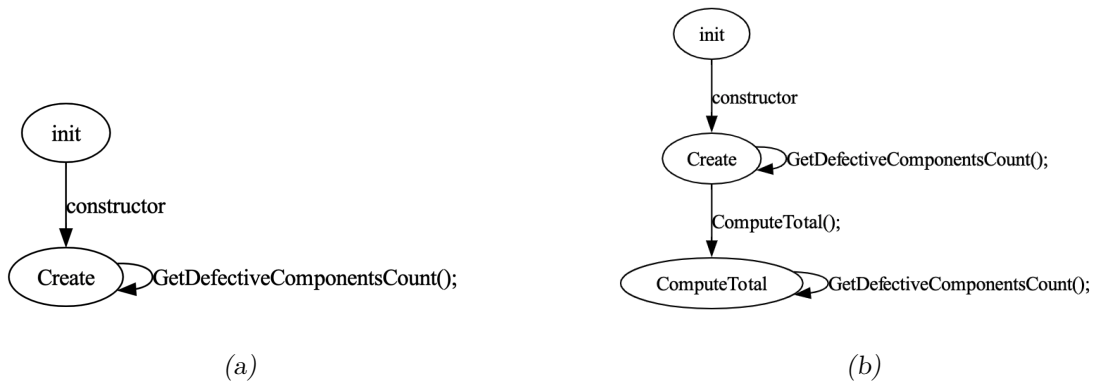 init
constructor
Create
GetDefectiveComponentsCount();
(a)
init
constructor
Create
GetDefectiveComponentsCount();
ComputeTotal();
ComputeTotal
GetDefectiveComponentsCount();
(b)